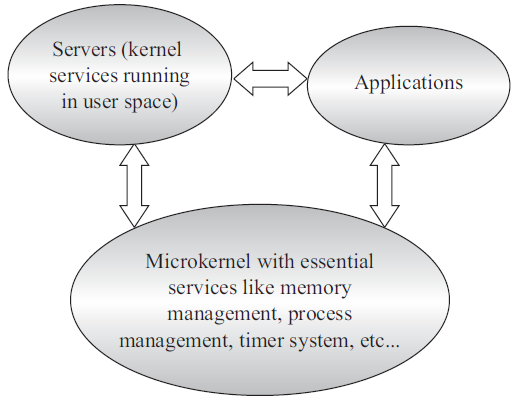 Servers (kernel
services running
in user space)
Applications
Microkernel with essential
services like memory
management, process
management, timer system, etc...